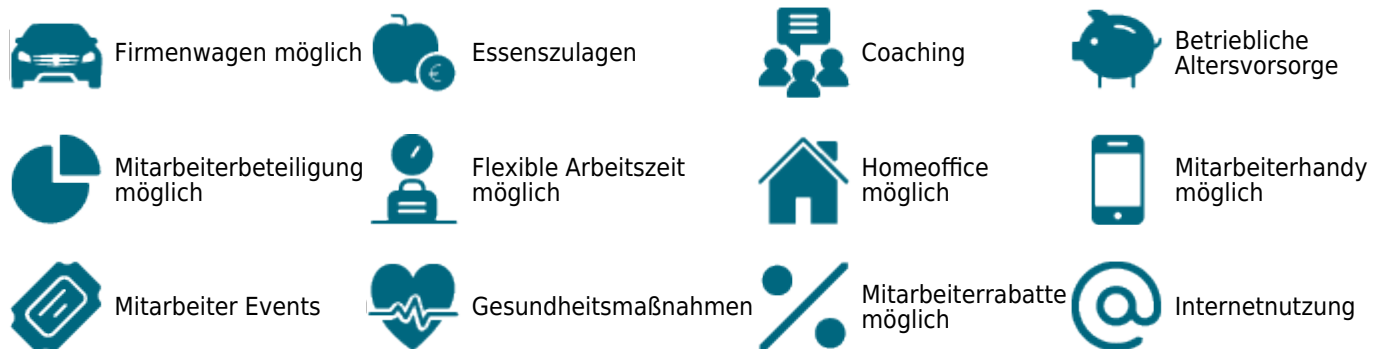 Firmenwagen möglich
Essenszulagen
€
Coaching
Betriebliche
Altersvorsorge
Mitarbeiterbeteiligung
möglich
Flexible Arbeitszeit
möglich
Homeoffice
möglich
Mitarbeiterhandy
möglich
Mitarbeiter Events
Gesundheitsmaßnahmen
Mitarbeiterrabatte
möglich
Internetnutzung